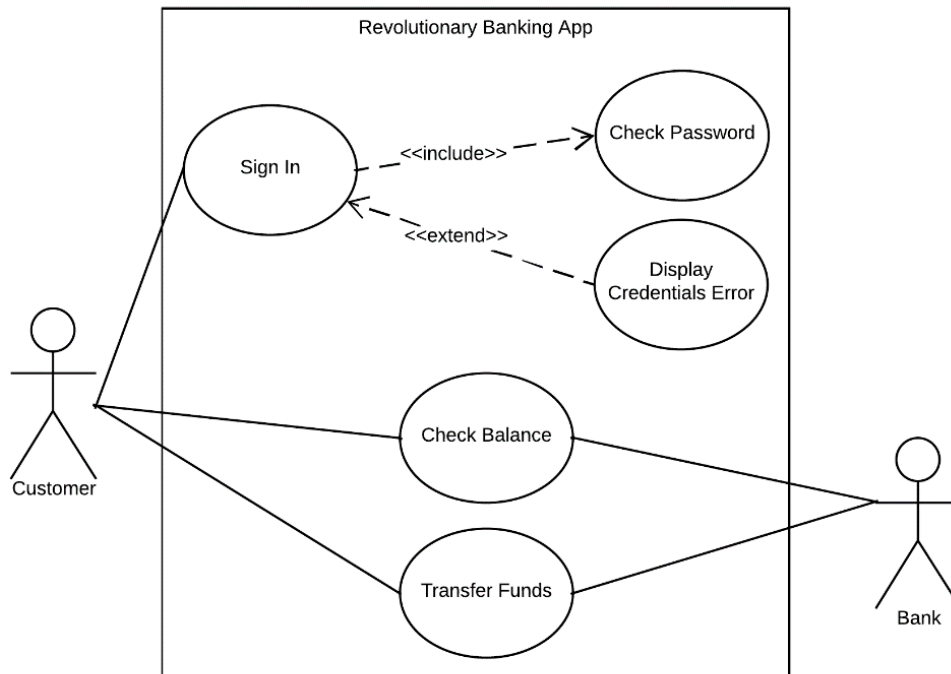 Revolutionary Banking App
Sign In
<<include>>
Check Password
<<extend>>
Display
Credentials Error
Customer
Check Balance
Transfer Funds
Bank